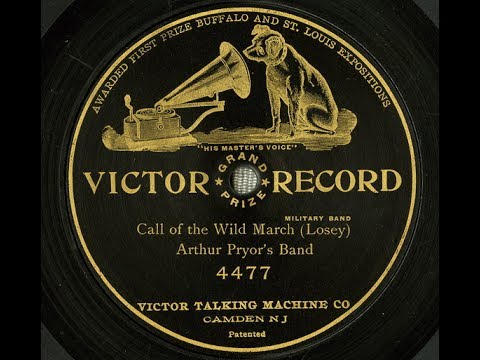 AWARDED FIRST PRIZE BUFFALO AND ST. LOUIS EXPOSITIONS
"HIS MASTER'S VOICE"
GRAND
VICTOR RECORD
PRIZE
MILITARY BAND
Call of the Wild March (Losey)
Arthur Pryor's Band
4477
VICTOR TALKING MACHINE CO
CAMDEN N J
Patented